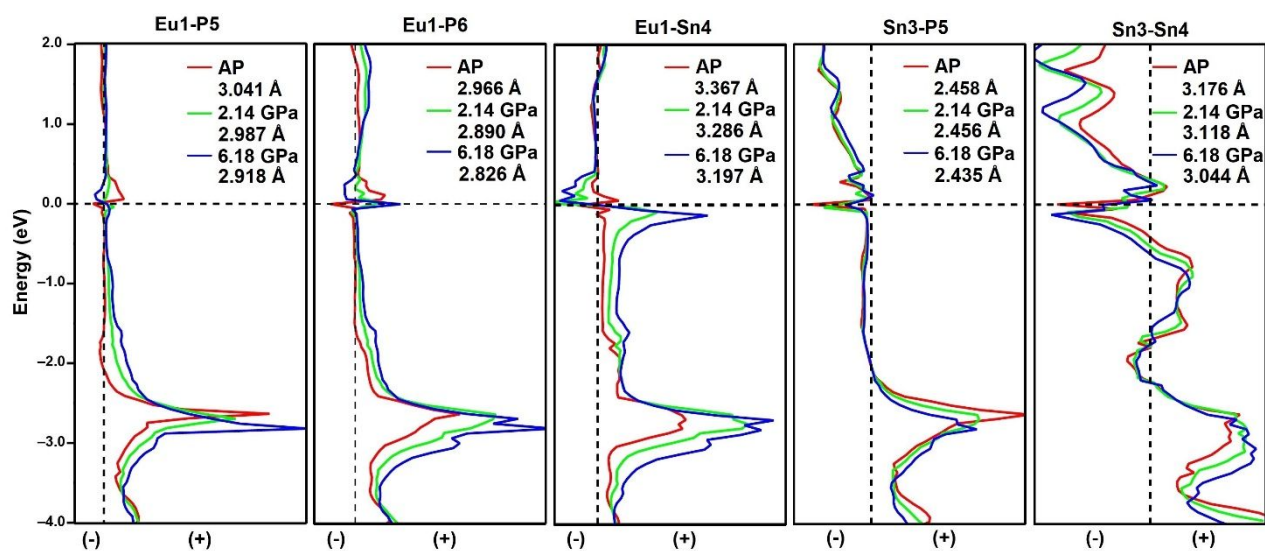 Eu1-P5
Eu1-P6
Eu1-Sn4
Sn3-P5
Sn3-Sn4
Energy (eV)
2.0
1.0
0.0
–1.0
–2.0
–3.0
–4.0
AP
3.041 Å
2.14 GPa
2.987 Å
6.18 GPa
2.918 Å
AP
2.966 Å
2.14 GPa
2.890 Å
6.18 GPa
2.826 Å
AP
3.367 Å
2.14 GPa
3.286 Å
6.18 GPa
3.197 Å
AP
2.458 Å
2.14 GPa
2.456 Å
6.18 GPa
2.435 Å
AP
3.176 Å
2.14 GPa
3.118 Å
6.18 GPa
3.044 Å
(-) (+)
(-) (+)
(-) (+)
(-) (+)
(-) (+)